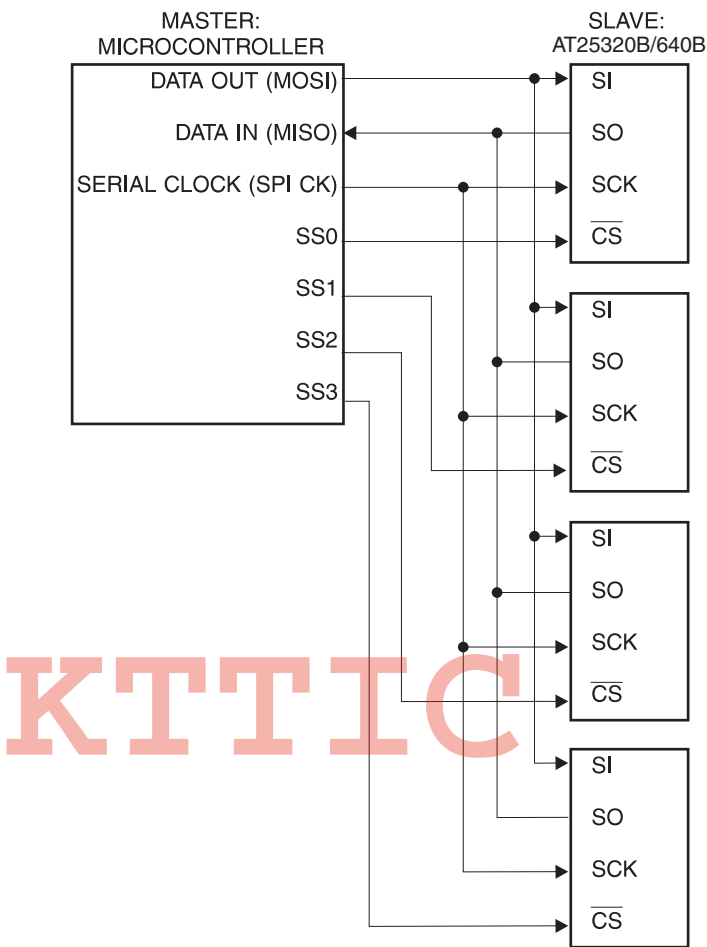 MASTER:
MICROCONTROLLER
DATA OUT (MOSI)
DATA IN (MISO)
SERIAL CLOCK (SPI CK)
SS0
SS1
SS2
SS3
SLAVE:
AT25320B/640B
SI
SO
SCK
CS
SI
SO
SCK
CS
SI
SO
SCK
CS
SI
SO
SCK
CS
KTTIC